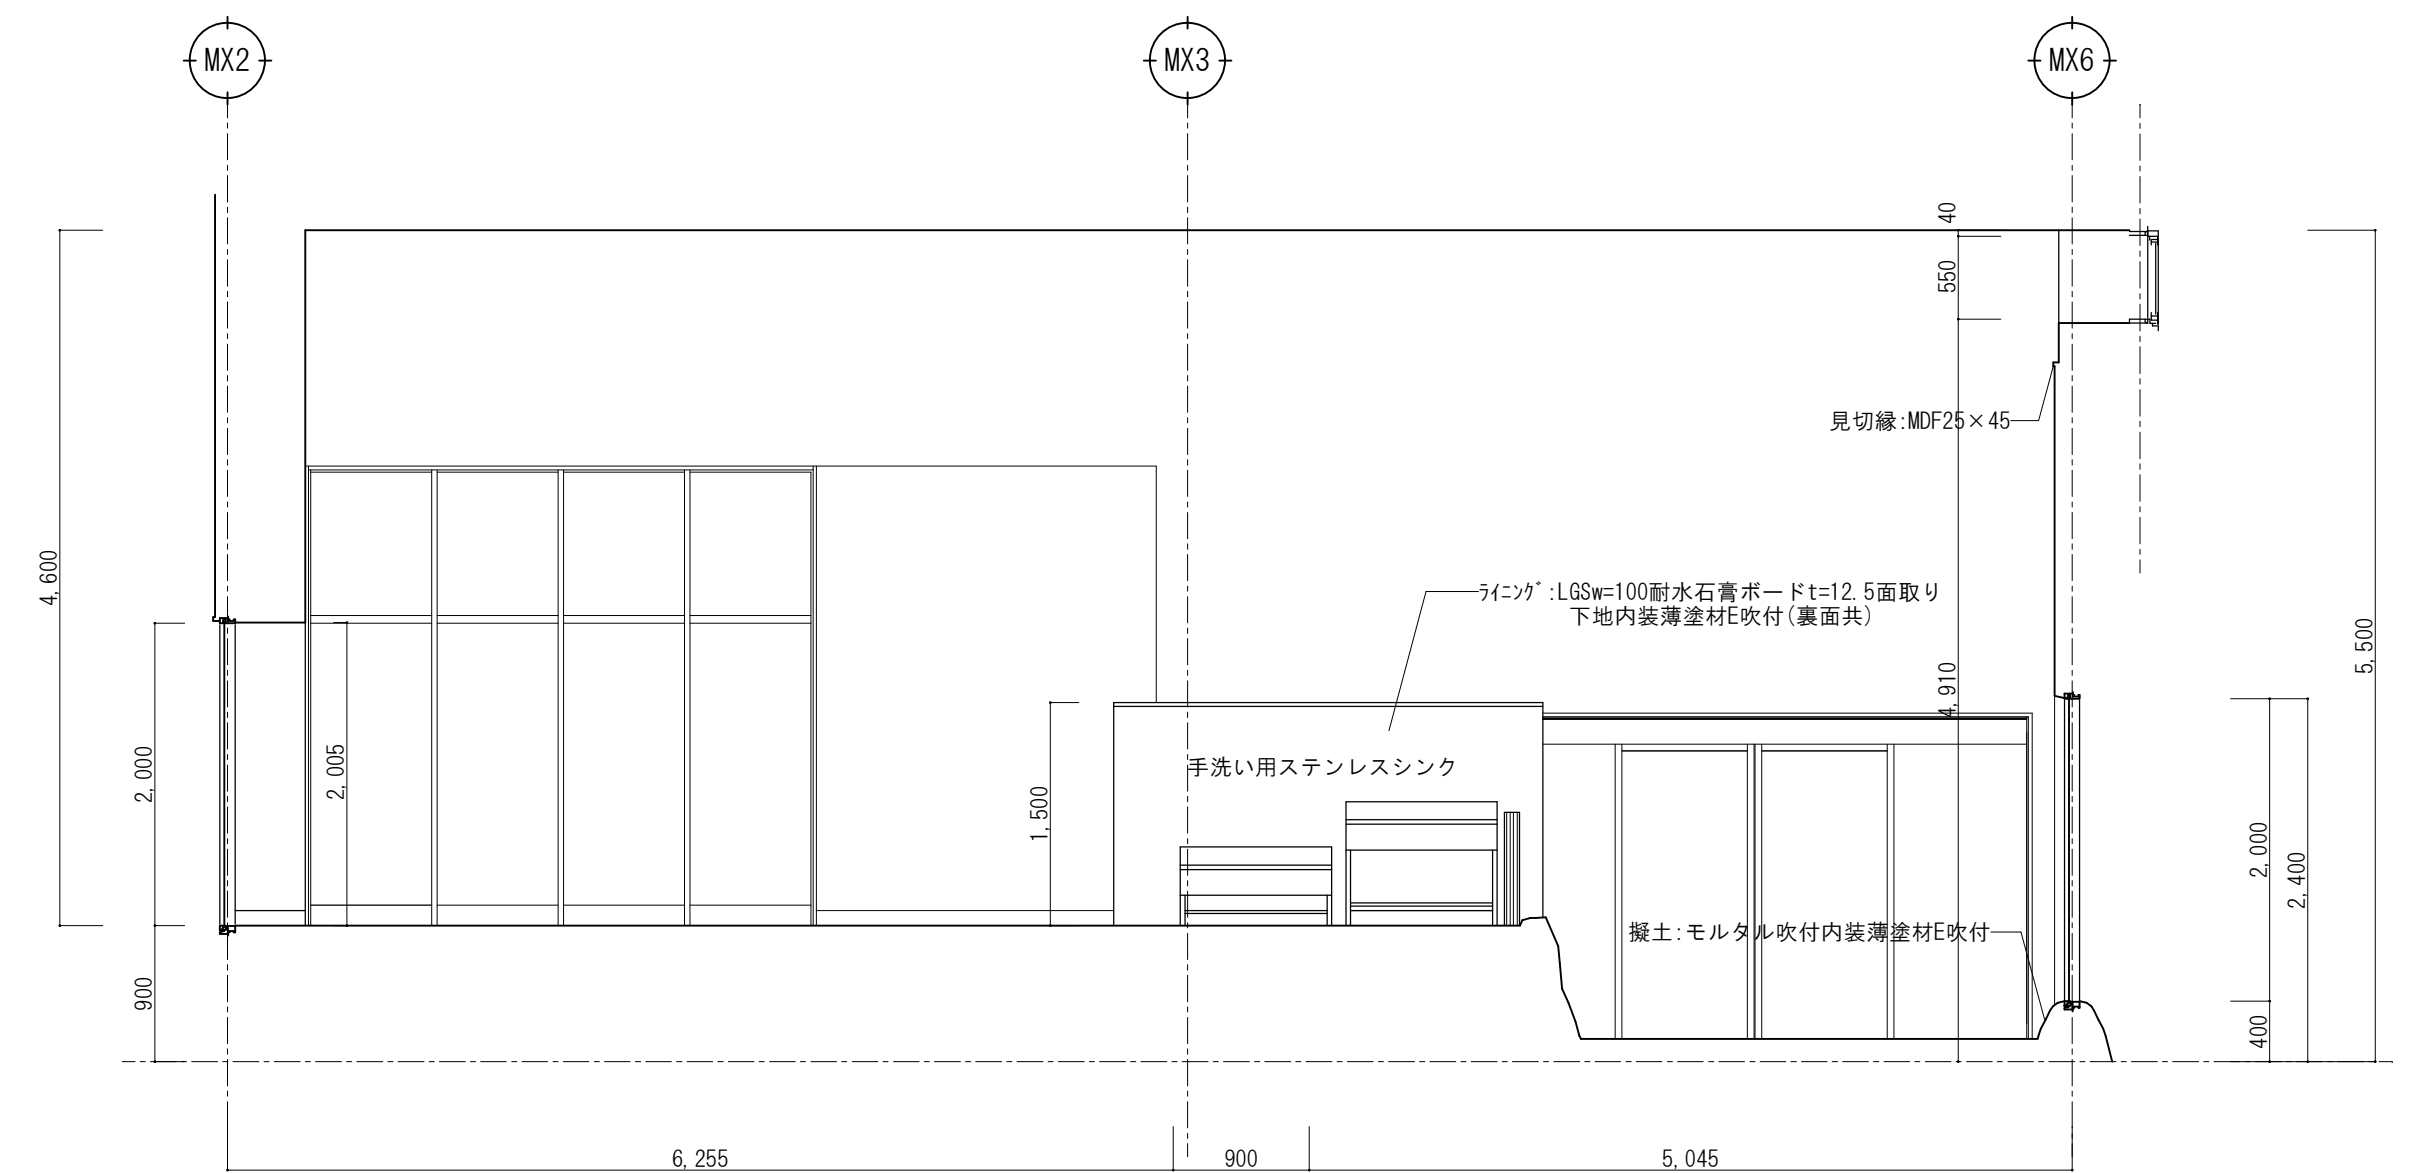 MX2
MX3
MX6
40
550
見切縁:MDF25×45
4,600
ﾗｲﾆﾝｸﾞ:LGSw=100耐水石膏ボードt=12.5面取り
下地内装薄塗材E吹付(裏面共)
5,500
4,910
2,000
2,005
手洗い用ステンレスシンク
1,500
2,000
2,400
擬土:モルタル吹付内装薄塗材E吹付
900
400
6,255
900
5,045